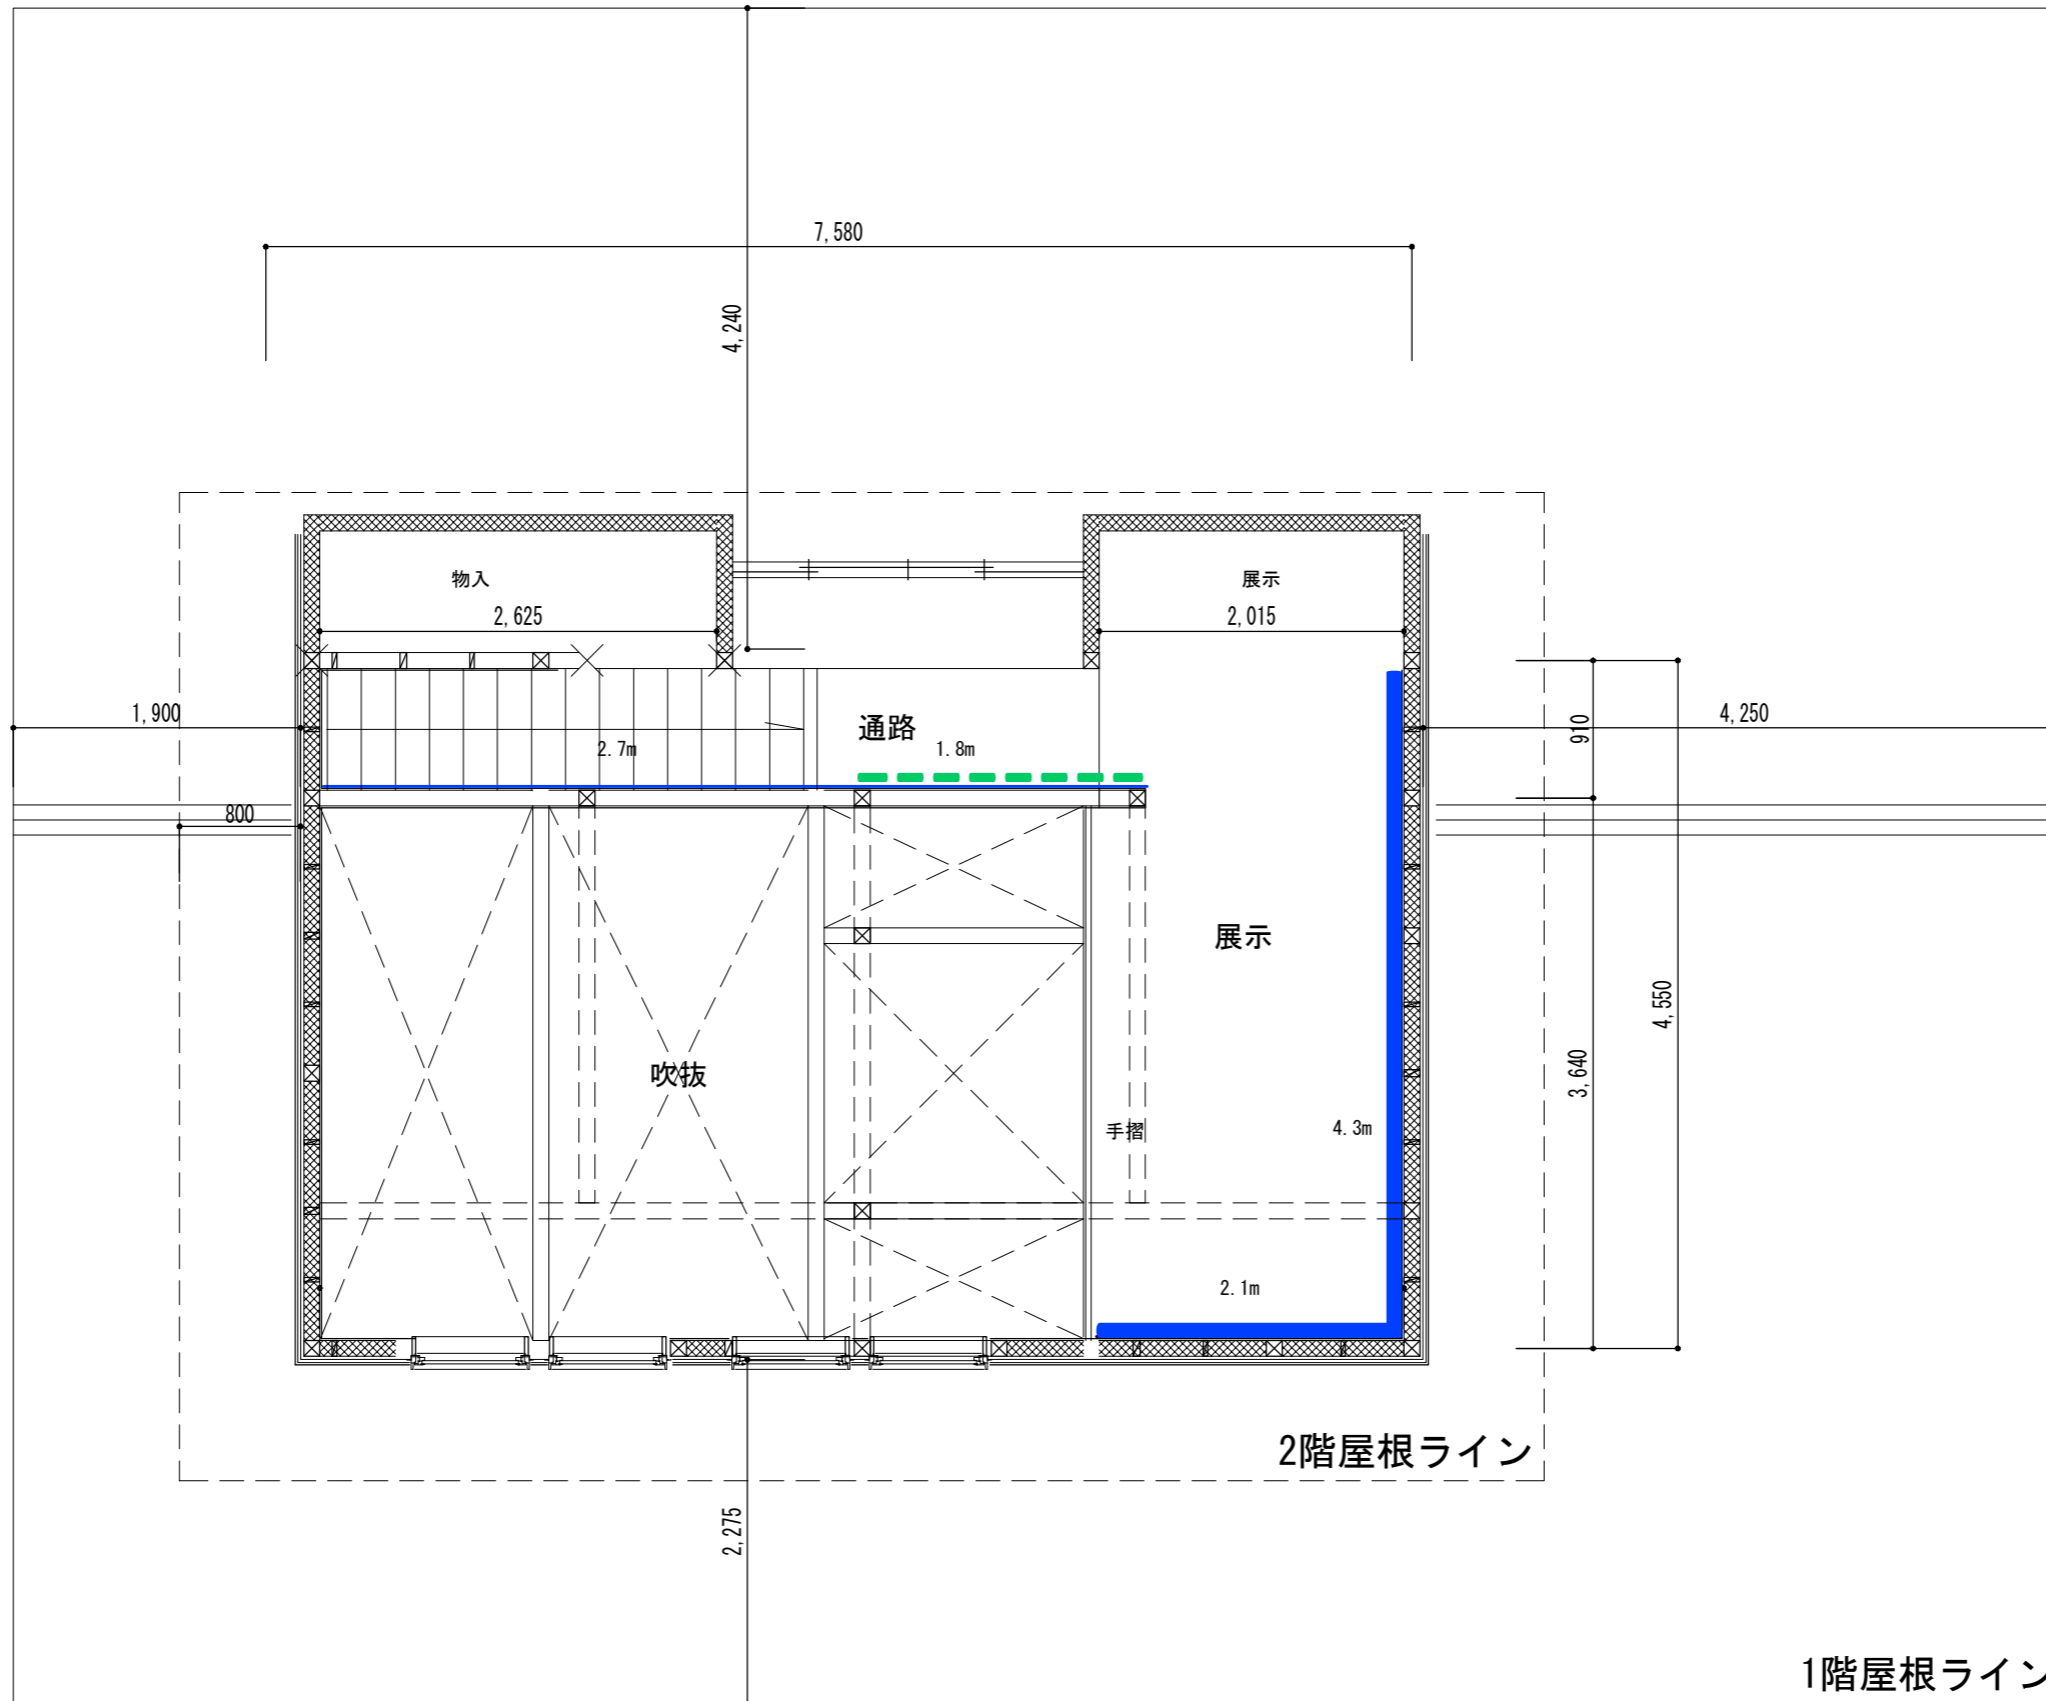 7,580
4,240
物入
展示
2,625
2,015
1,900
通路
910
4,250
2.7m
1.8m
800
展示
4,550
吹抜
3,640
手摺
4.3m
2.1m
2階屋根ライン
2,275
1階屋根ライン